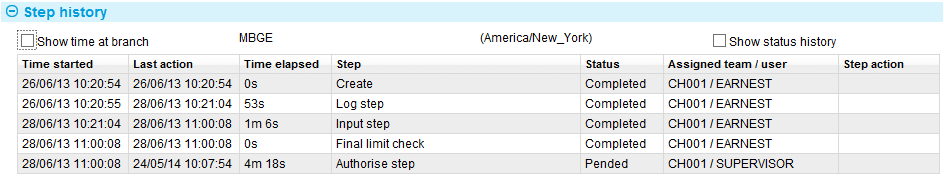 Step history
Show time at branch MBGE (America/New_York) Show status history
Time started Last action Time elapsed Step Status Assigned team / user Step action
26/06/13 10:20:54 26/06/13 10:20:54 0s Create Completed CH001 / EARNEST
26/06/13 10:20:55 28/06/13 10:21:04 53s Log step Completed CH001 / EARNEST
28/06/13 10:21:04 28/06/13 11:00:08 1m 6s Input step Completed CH001 / EARNEST
28/06/13 11:00:08 28/06/13 11:00:08 0s Final limit check Completed CH001 / EARNEST
28/06/13 11:00:08 24/05/14 10:07:54 4m 18s Authorise step Pended CH001 / SUPERVISOR